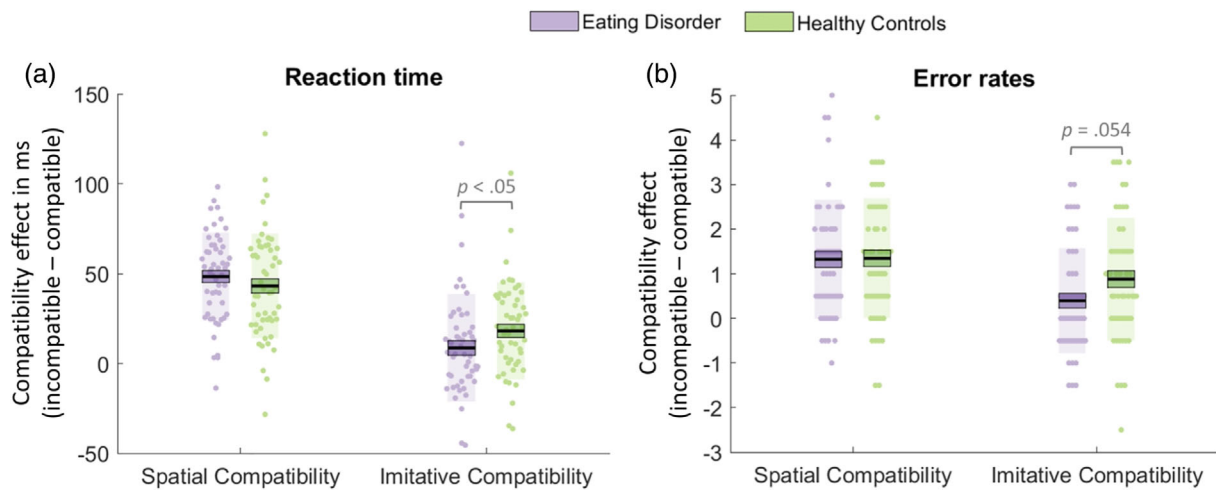 Eating Disorder
Healthy Controls
(a)
Reaction time
Compatibility effect in ms
(incompatible – compatible)
150
100
50
0
-50
p < .05
Spatial Compatibility
Imitative Compatibility
(b)
Error rates
Compatibility effect
(incompatible – compatible)
5
4
3
2
1
0
-1
-2
-3
p = .054
Spatial Compatibility
Imitative Compatibility